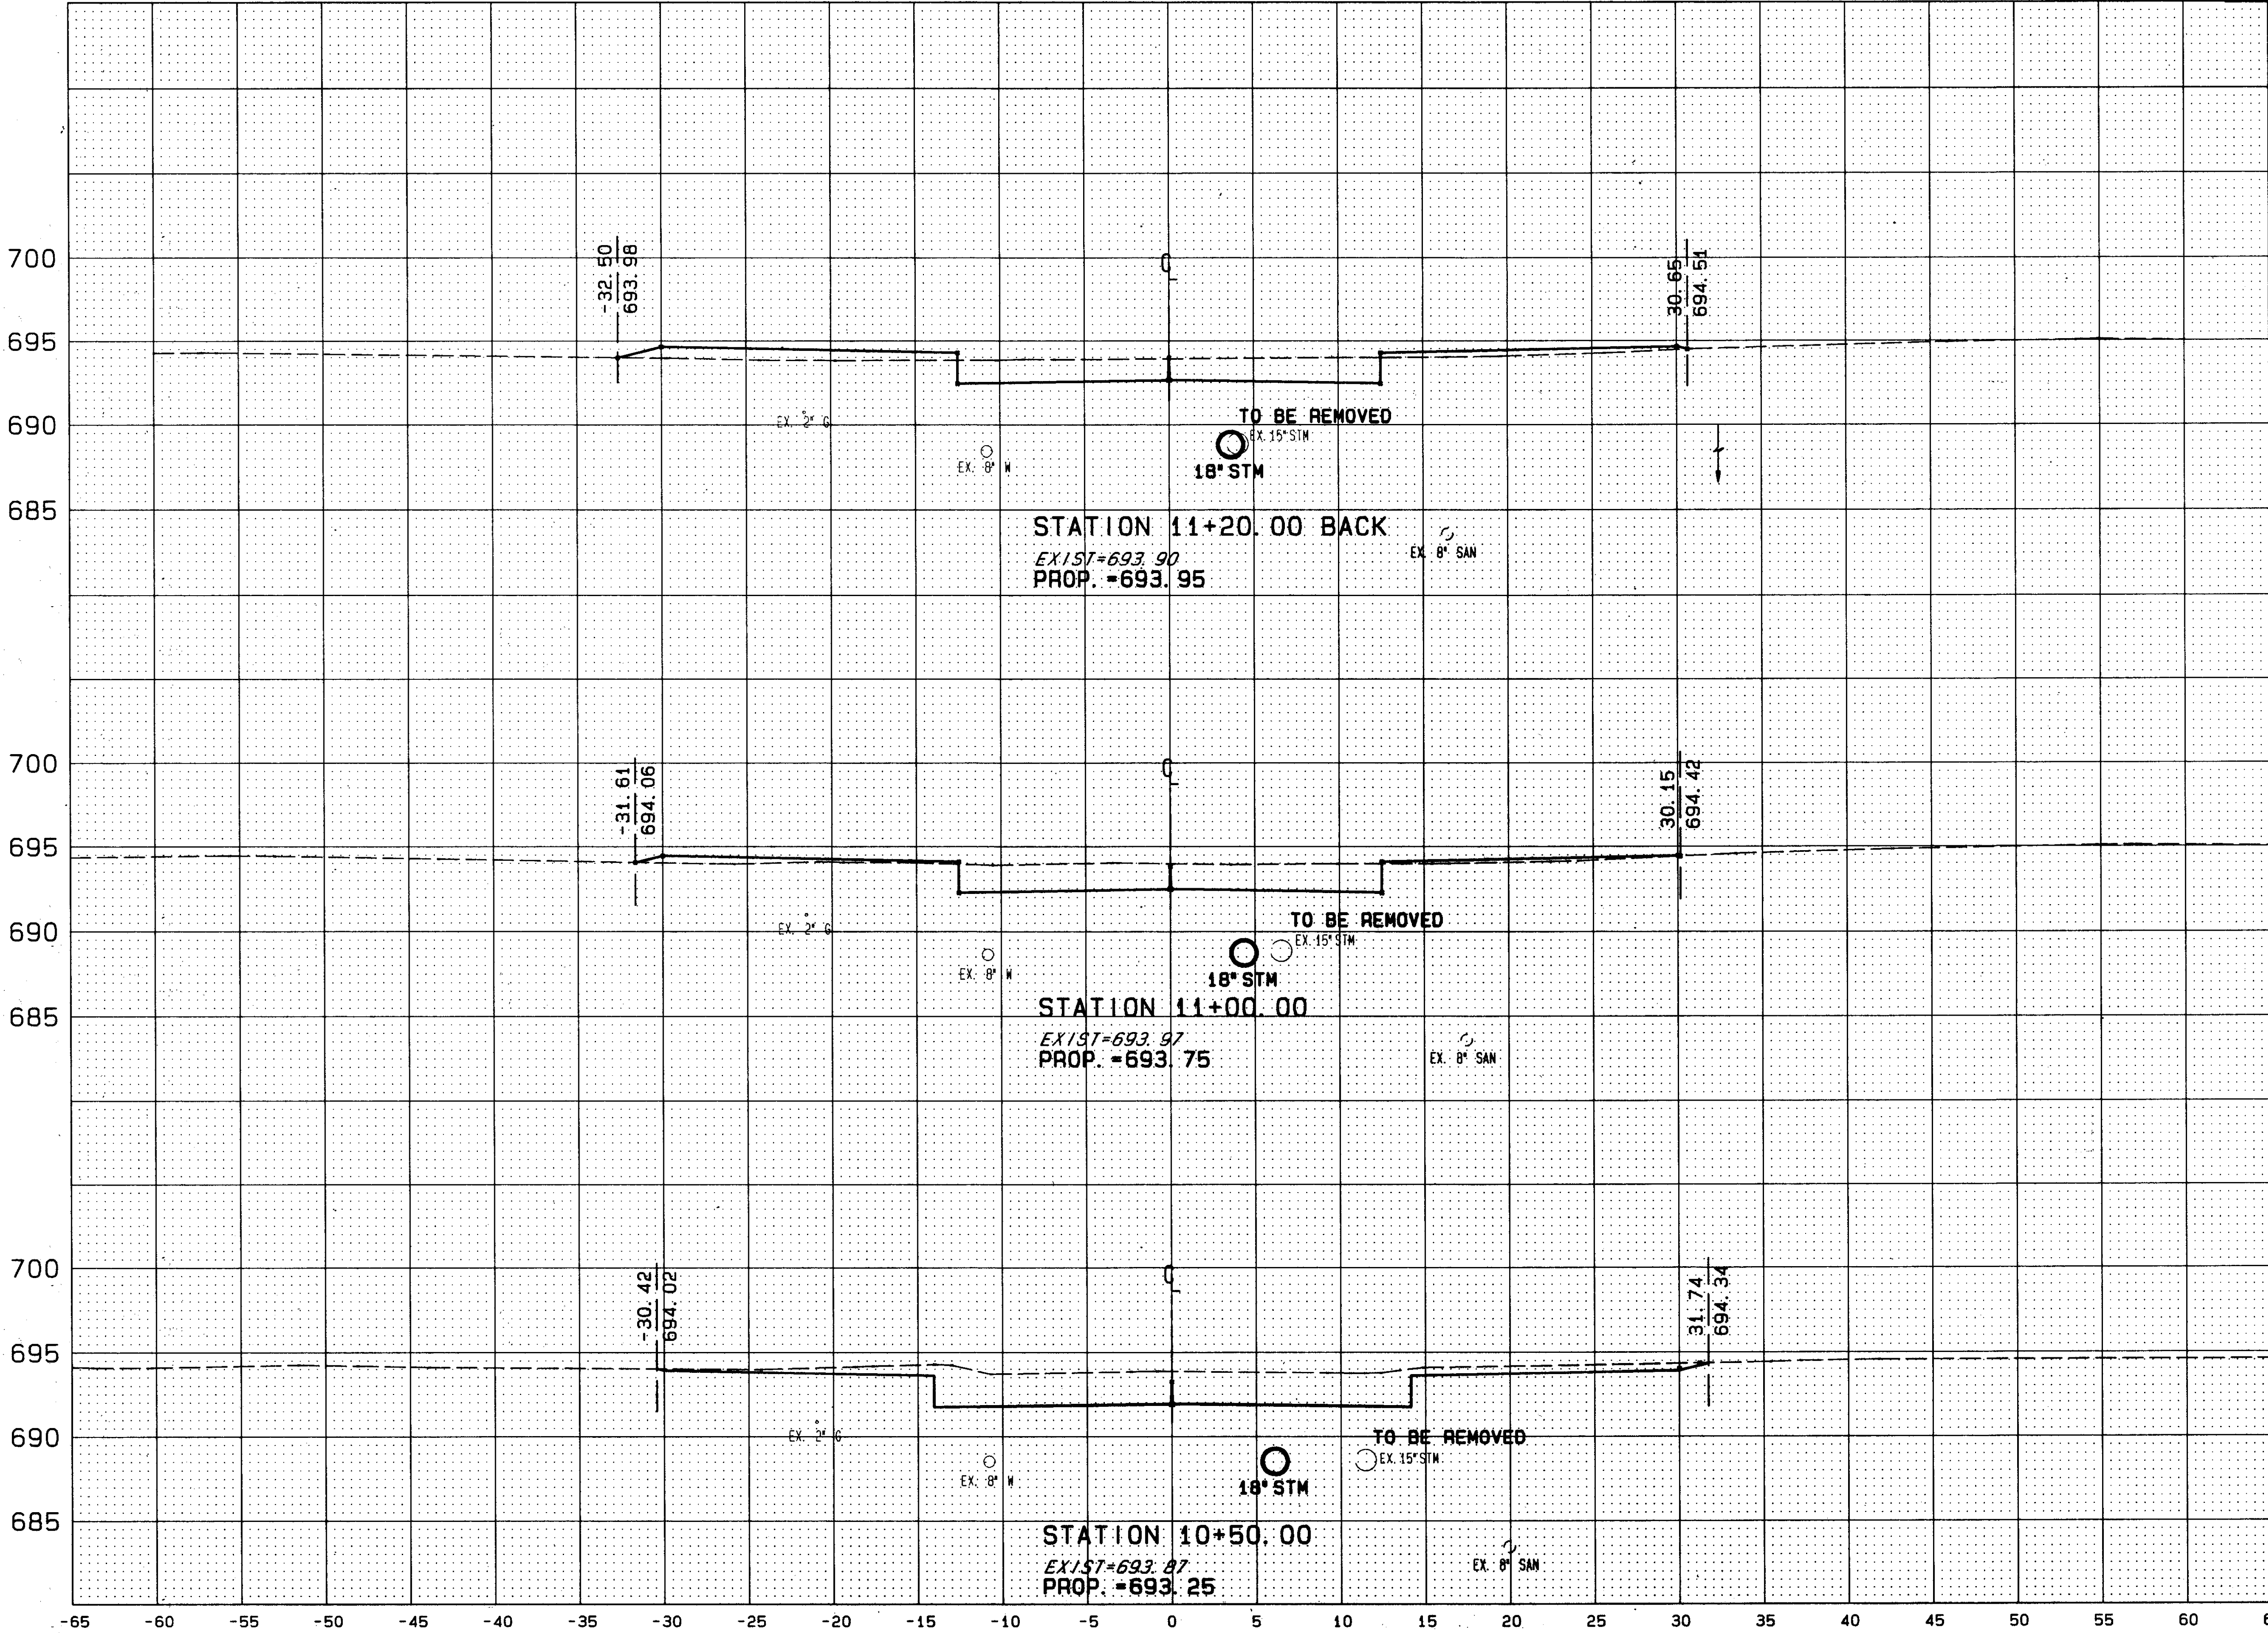 -32.50
693.98
30.65
694.51
C
L
700
695
690
685
TO BE REMOVED
EX. 15" STM
18" STM
EX. 2" G
EX. 8" W
STATION 11+20.00 BACK
EXIST=693.90
PROP.=693.95
EX. 8" SAN
-31.61
694.06
30.15
694.42
C
L
700
695
690
685
TO BE REMOVED
EX. 15" STM
18" STM
EX. 2" G
EX. 8" W
STATION 11+00.00
EXIST=693.97
PROP.=693.75
EX. 8" SAN
-30.42
694.02
31.74
694.34
C
L
700
695
690
685
TO BE REMOVED
EX. 15" STM
18" STM
EX. 2" G
EX. 8" W
STATION 10+50.00
EXIST=693.87
PROP.=693.25
EX. 8" SAN
-65 -60 -55 -50 -45 -40 -35 -30 -25 -20 -15 -10 -5 0 5 10 15 20 25 30 35 40 45 50 55 60